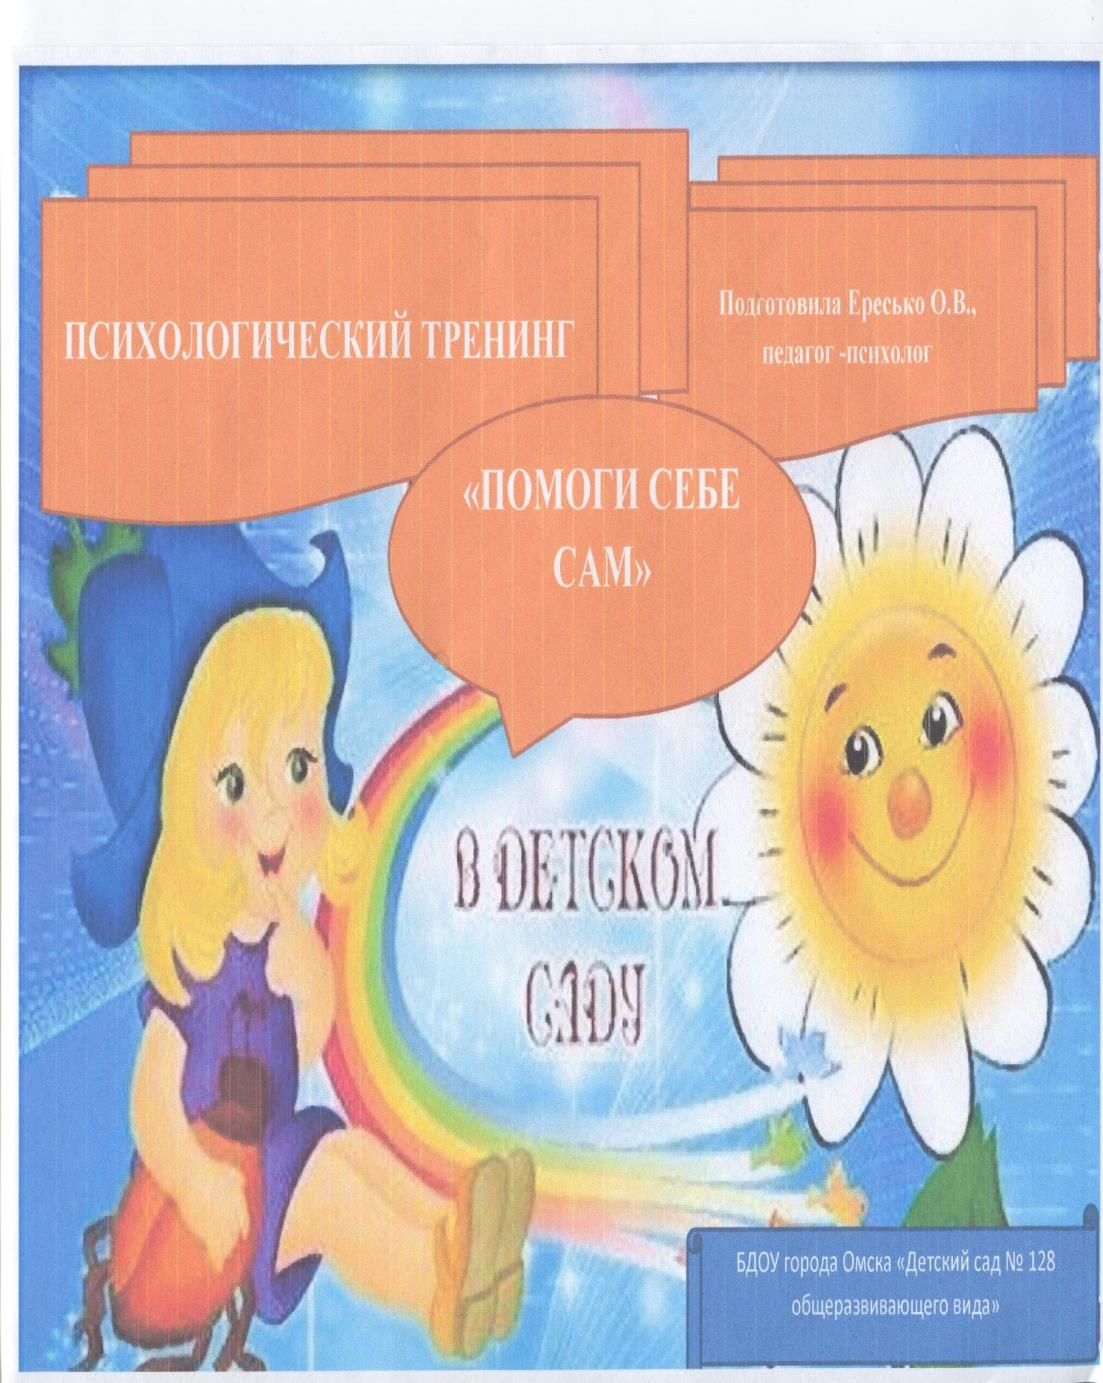 ПСИХОЛОГИЧЕСКИЙ ТРЕНИНГ
Подготовила Ересько О.В.,
педагог -психолог
«ПОМОГИ СЕБЕ
САМ»
В ДЕТСКОМ
САДУ
БДОУ города Омска «Детский сад № 128
общеразвивающего вида»